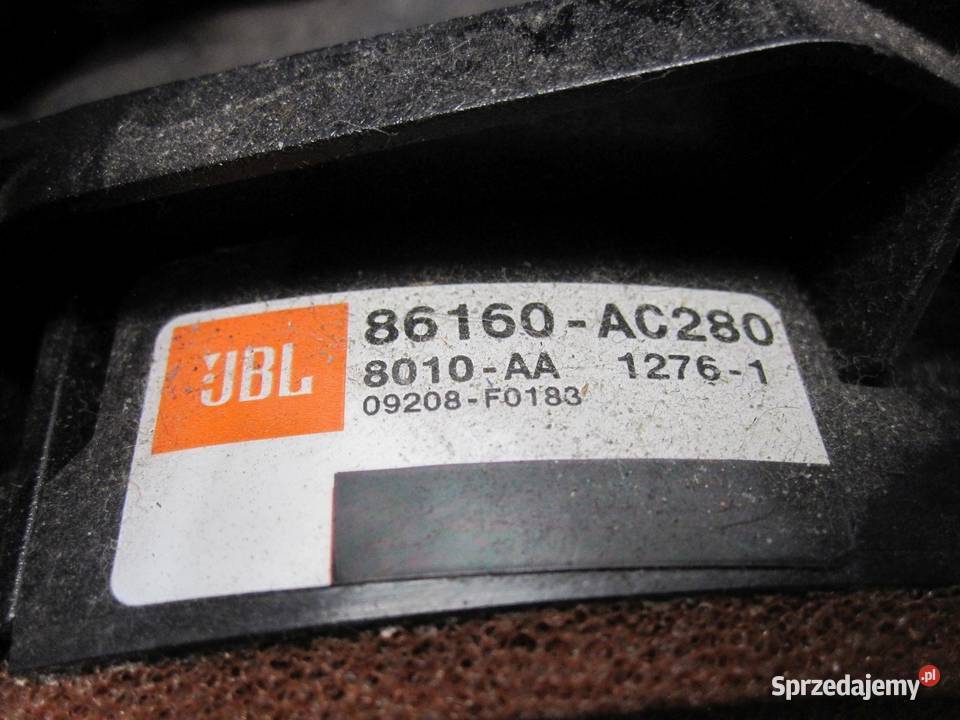 JBL
86160-AC280
8010-AA 1276-1
09208-F0183
Sprzedajemy.pl